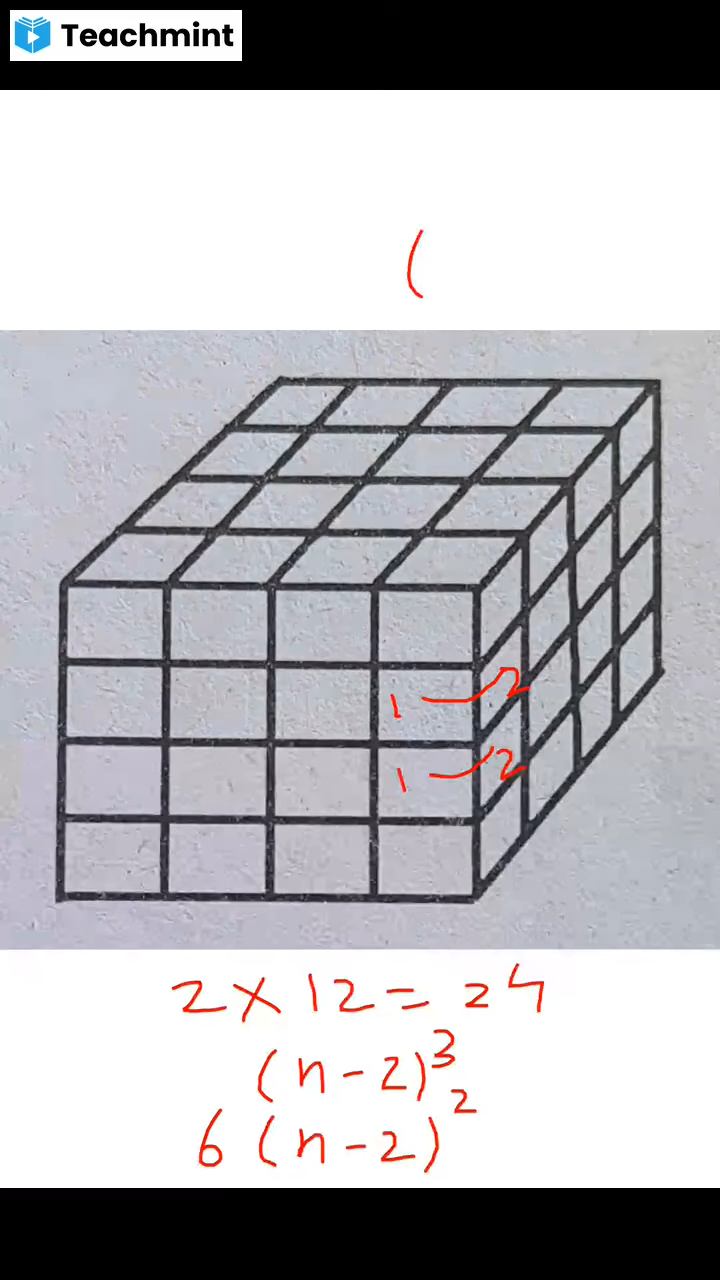 Teachmint
(
1 2
1 2
2 × 12 = 24
(n - 2)³
6 (n - 2)²